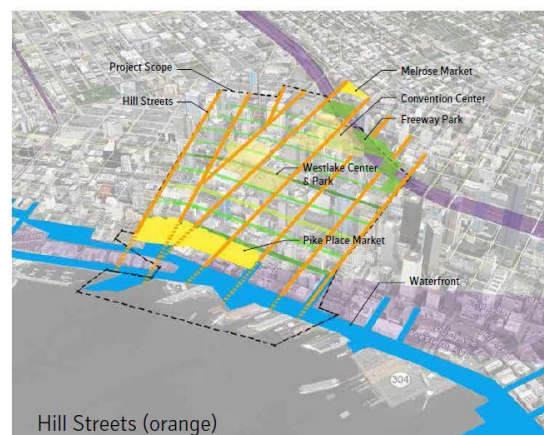 Project Scope
Melrose Market
Hill Streets
Convention Center
Freeway Park
Westlake Center
& Park
Pike Place Market
Waterfront
304
Hill Streets (orange)